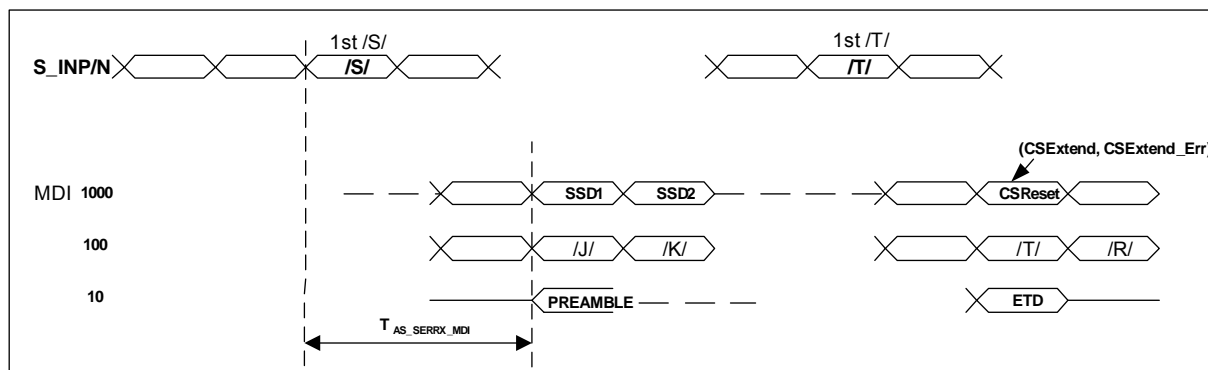 1st /S/ 1st /T/
S_INP/N /S/ /T/
(CSExtend, CSExtend_Err)
MDI 1000 SSD1 SSD2 CSReset
100 /J/ /K/ /T/ /R/
10 PREAMBLE ETD
T AS_SERRX_MDI